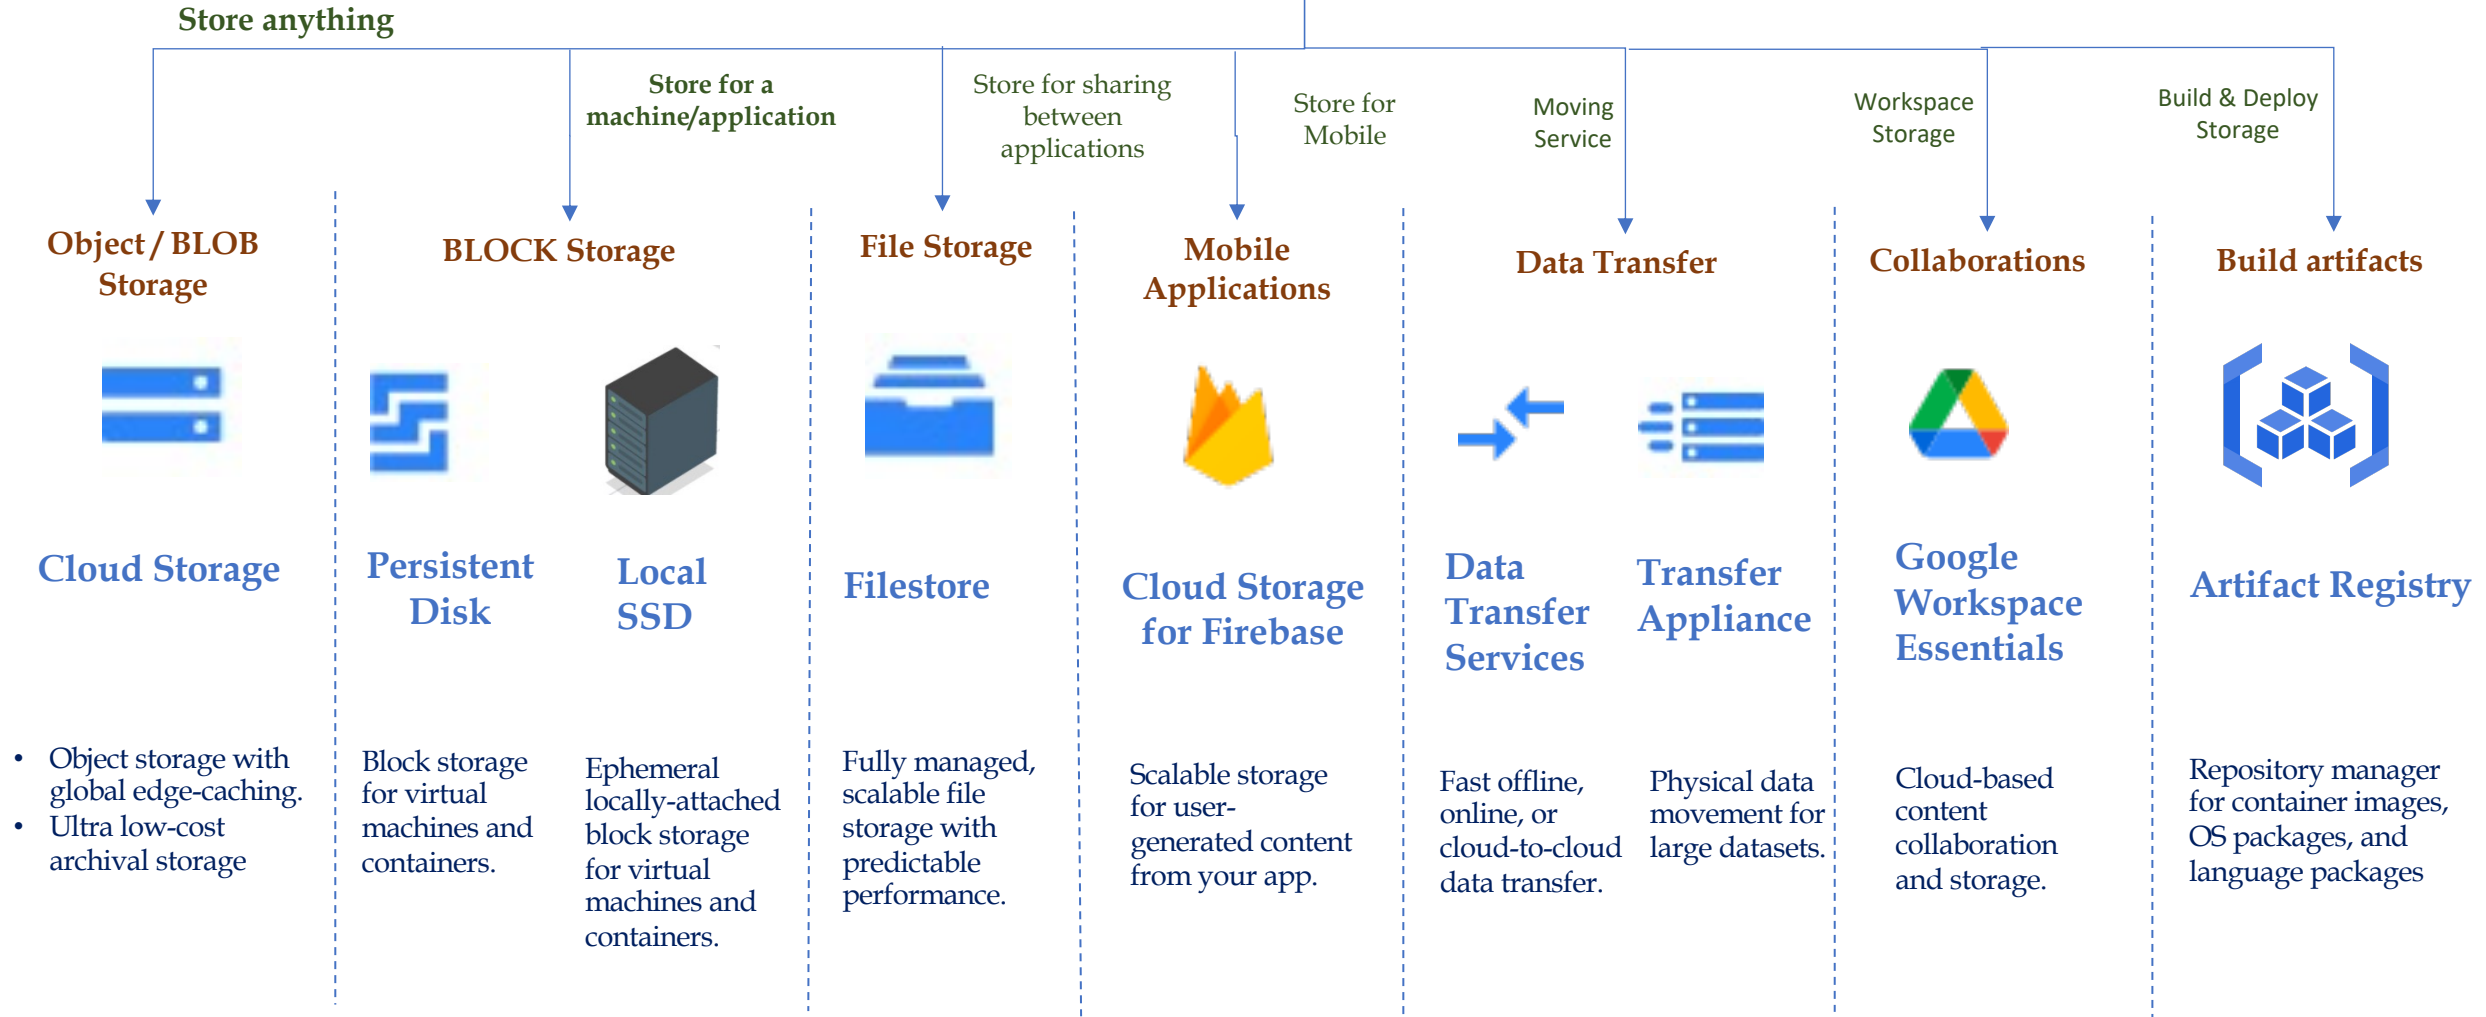 Store anything
Store for a
machine/application
Store for sharing
between
applications
Store for
Mobile
Moving
Service
Workspace
Storage
Build & Deploy
Storage
Object / BLOB
Storage
BLOCK Storage
File Storage
Mobile
Applications
Data Transfer
Collaborations
Build artifacts
Cloud Storage
Persistent
Disk
Local
SSD
Filestore
Cloud Storage
for Firebase
Data
Transfer
Services
Transfer
Appliance
Google
Workspace
Essentials
Artifact Registry
• Object storage with
global edge-caching.
• Ultra low-cost
archival storage
Block storage
for virtual
machines and
containers.
Ephemeral
locally-attached
block storage
for virtual
machines and
containers.
Fully managed,
scalable file
storage with
predictable
performance.
Scalable storage
for user-
generated content
from your app.
Fast offline,
online, or
cloud-to-cloud
data transfer.
Physical data
movement for
large datasets.
Cloud-based
content
collaboration
and storage.
Repository manager
for container images,
OS packages, and
language packages